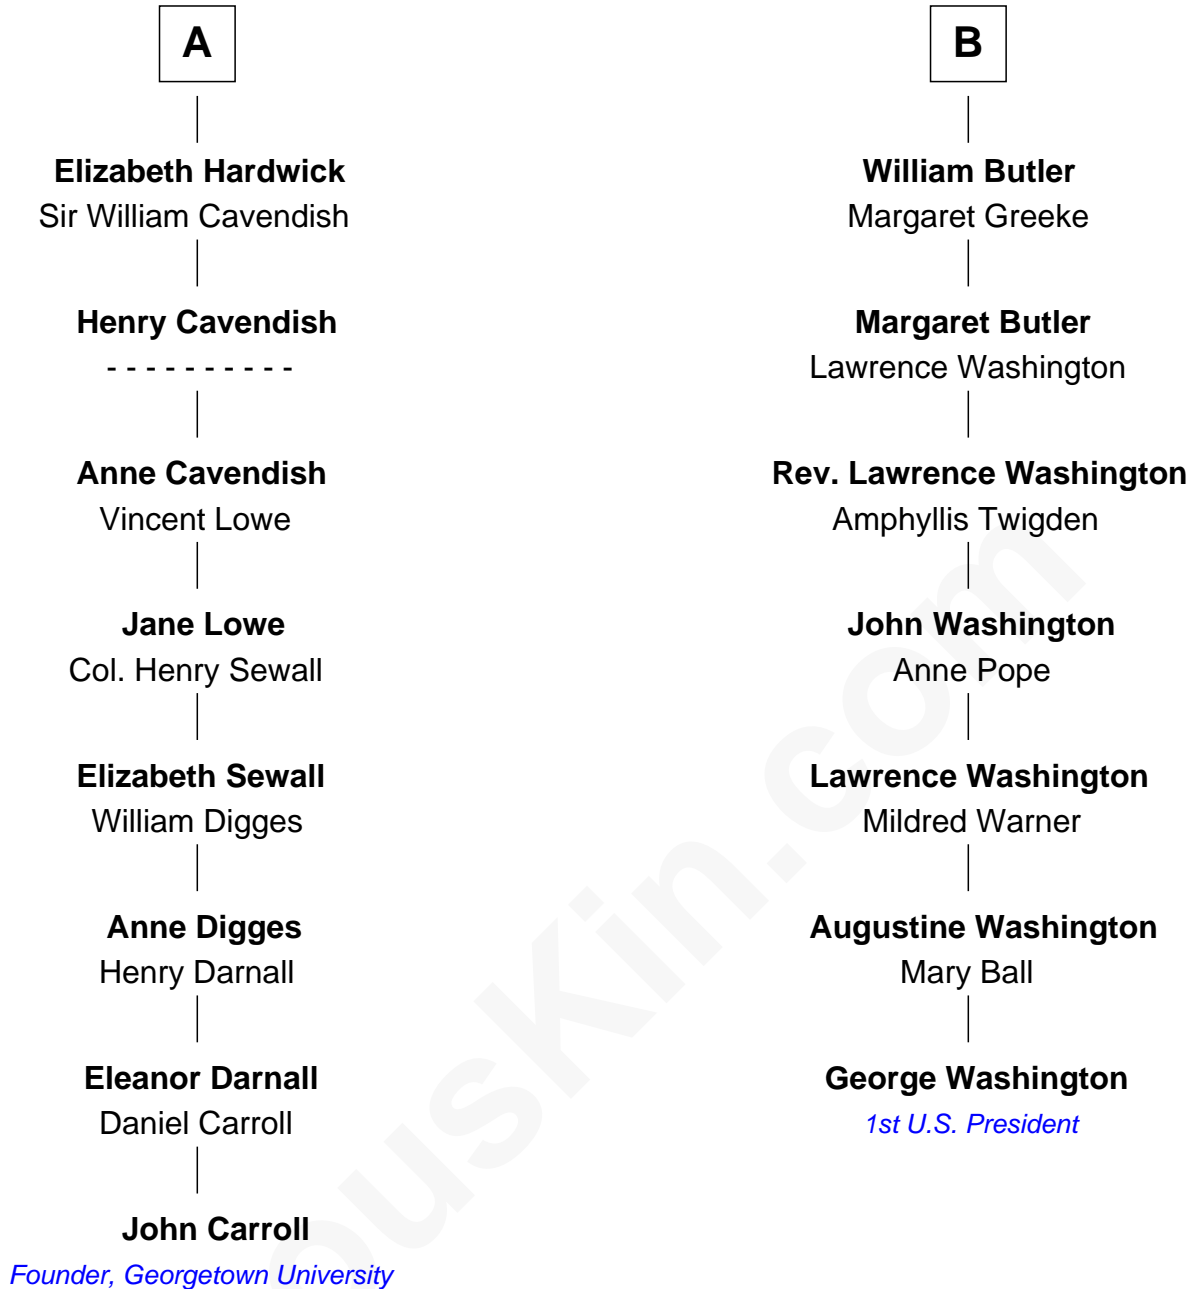 A
Elizabeth Hardwick
Sir William Cavendish
Henry Cavendish
- - - - - - - - - -
Anne Cavendish
Vincent Lowe
Jane Lowe
Col. Henry Sewall
Elizabeth Sewall
William Digges
Anne Digges
Henry Darnall
Eleanor Darnall
Daniel Carroll
John Carroll
Founder, Georgetown University
B
William Butler
Margaret Greeke
Margaret Butler
Lawrence Washington
Rev. Lawrence Washington
Amphyllis Twigden
John Washington
Anne Pope
Lawrence Washington
Mildred Warner
Augustine Washington
Mary Ball
George Washington
1st U.S. President
ousKin.com